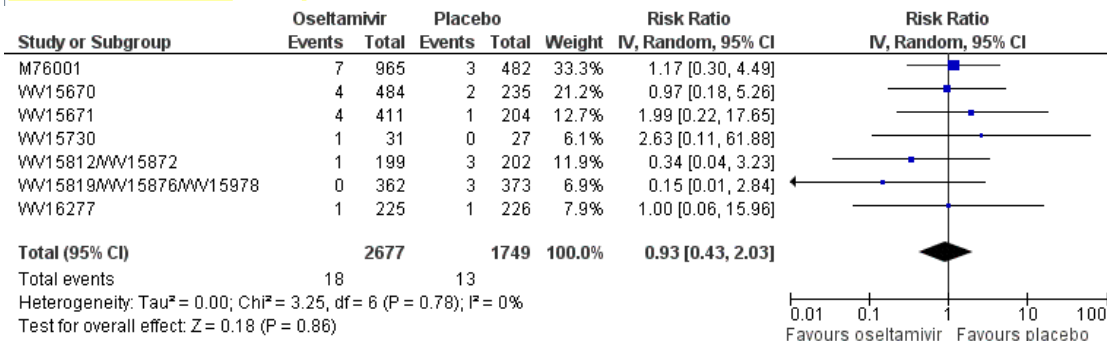 Oseltamivir Placebo Risk Ratio Risk Ratio
Study or Subgroup Events Total Events Total Weight IV, Random, 95% CI IV, Random, 95% CI
M76001 7 965 3 482 33.3% 1.17 [0.30, 4.49]
WV15670 4 484 2 235 21.2% 0.97 [0.18, 5.26]
WV15671 4 411 1 204 12.7% 1.99 [0.22, 17.65]
WV15730 1 31 0 27 6.1% 2.63 [0.11, 61.88]
WV15812/WV15872 1 199 3 202 11.9% 0.34 [0.04, 3.23]
WV15819/WV15876/WV15978 0 362 3 373 6.9% 0.15 [0.01, 2.84]
WV16277 1 225 1 226 7.9% 1.00 [0.06, 15.96]
Total (95% CI) 2677 1749 100.0% 0.93 [0.43, 2.03]
Total events 18 13
Heterogeneity: Tau² = 0.00; Chi² = 3.25, df = 6 (P = 0.78); I² = 0%
Test for overall effect: Z = 0.18 (P = 0.86)
0.01 0.1 1 10 100
Favours oseltamivir Favours placebo